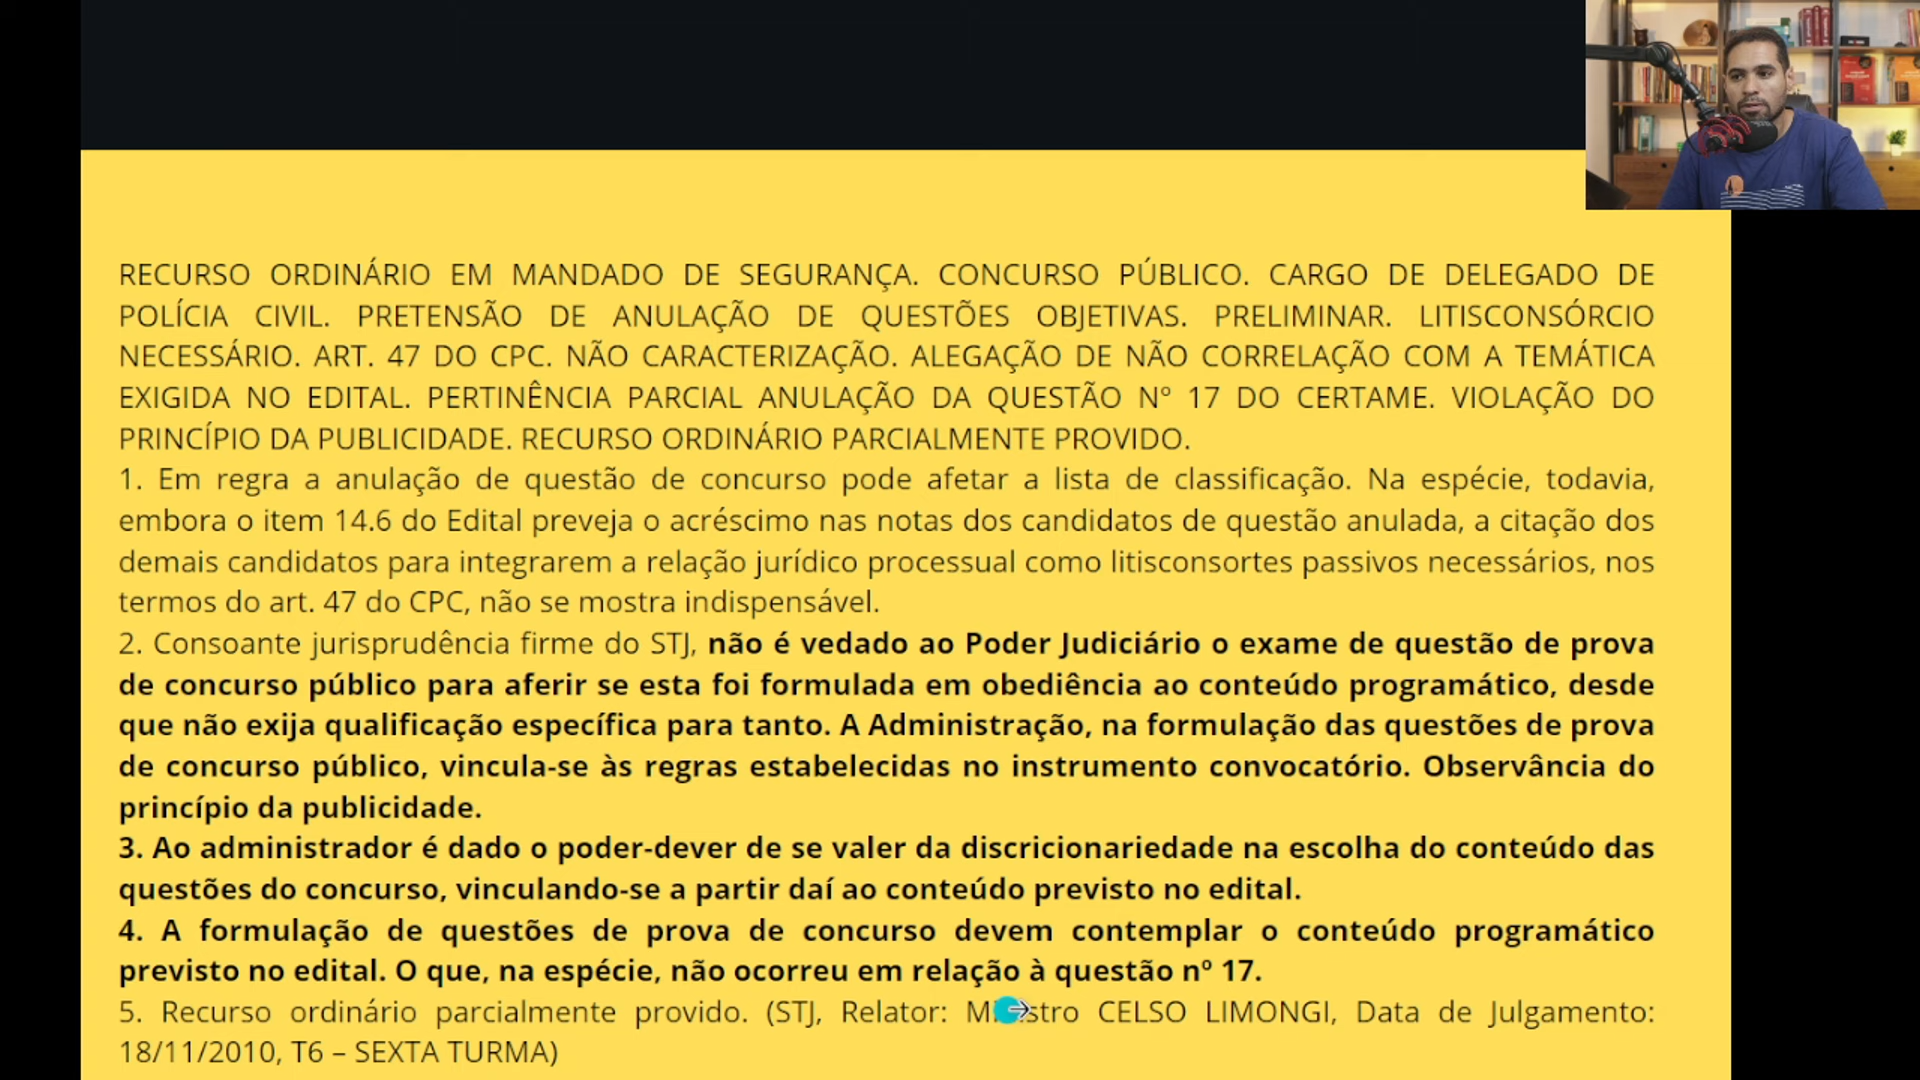 RECURSO ORDINÁRIO EM MANDADO DE SEGURANÇA. CONCURSO PÚBLICO. CARGO DE DELEGADO DE
POLÍCIA CIVIL. PRETENSÃO DE ANULAÇÃO DE QUESTÕES OBJETIVAS. PRELIMINAR. LITISCONSÓRCIO
NECESSÁRIO. ART. 47 DO CPC. NÃO CARACTERIZAÇÃO. ALEGAÇÃO DE NÃO CORRELAÇÃO COM A TEMÁTICA
EXIGIDA NO EDITAL. PERTINÊNCIA PARCIAL ANULAÇÃO DA QUESTÃO Nº 17 DO CERTAME. VIOLAÇÃO DO
PRINCÍPIO DA PUBLICIDADE. RECURSO ORDINÁRIO PARCIALMENTE PROVIDO.
1. Em regra a anulação de questão de concurso pode afetar a lista de classificação. Na espécie, todavia,
embora o item 14.6 do Edital preveja o acréscimo nas notas dos candidatos de questão anulada, a citação dos
demais candidatos para integrarem a relação jurídico processual como litisconsortes passivos necessários, nos
termos do art. 47 do CPC, não se mostra indispensável.
2. Consoante jurisprudência firme do STJ, não é vedado ao Poder Judiciário o exame de questão de prova
de concurso público para aferir se esta foi formulada em obediência ao conteúdo programático, desde
que não exija qualificação específica para tanto. A Administração, na formulação das questões de prova
de concurso público, vincula-se às regras estabelecidas no instrumento convocatório. Observância do
princípio da publicidade.
3. Ao administrador é dado o poder-dever de se valer da discricionariedade na escolha do conteúdo das
questões do concurso, vinculando-se a partir daí ao conteúdo previsto no edital.
4. A formulação de questões de prova de concurso devem contemplar o conteúdo programático
previsto no edital. O que, na espécie, não ocorreu em relação à questão nº 17.
5. Recurso ordinário parcialmente provido. (STJ, Relator: CELSO LIMONGI, Data de Julgamento:
18/11/2010, T6 – SEXTA TURMA)